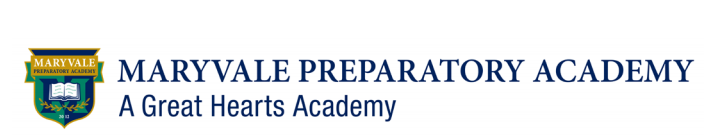 MARYVALE
PREPARATORY ACADEMY
MARYVALE PREPARATORY ACADEMY
A Great Hearts Academy